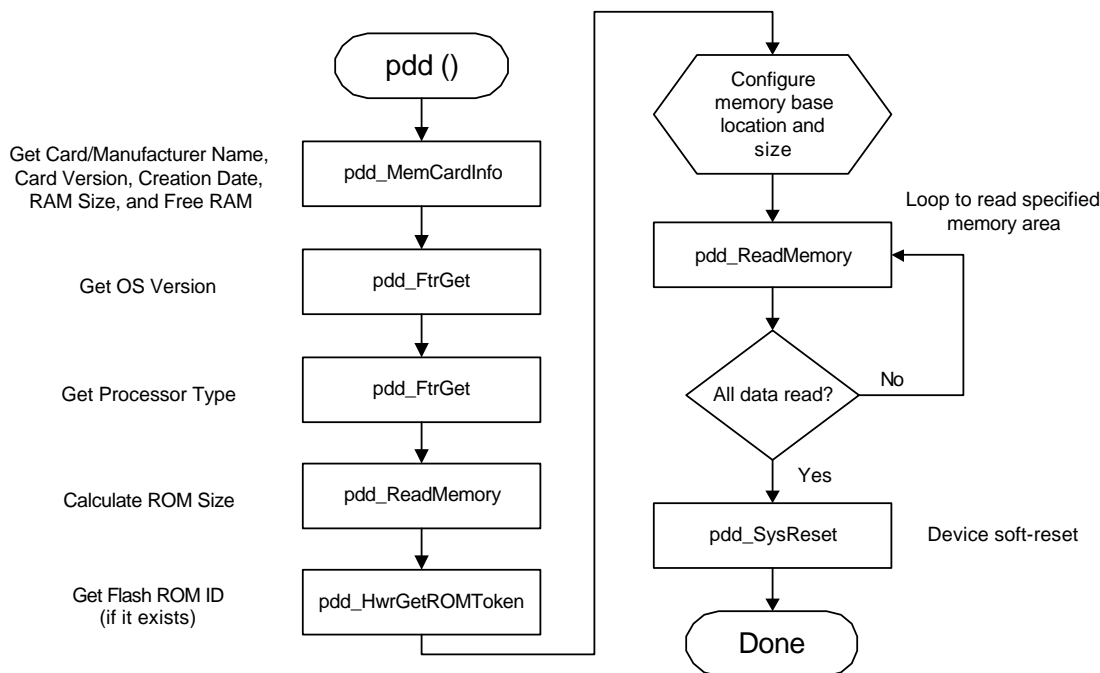 pdd ()
Get Card/Manufacturer Name,
Card Version, Creation Date,
RAM Size, and Free RAM
pdd_MemCardInfo
Get OS Version
pdd_FtrGet
Get Processor Type
pdd_FtrGet
Calculate ROM Size
pdd_ReadMemory
Get Flash ROM ID
(if it exists)
pdd_HwrGetROMToken
Configure
memory base
location and
size
Loop to read specified
memory area
pdd_ReadMemory
All data read?
No
Yes
pdd_SysReset
Device soft-reset
Done